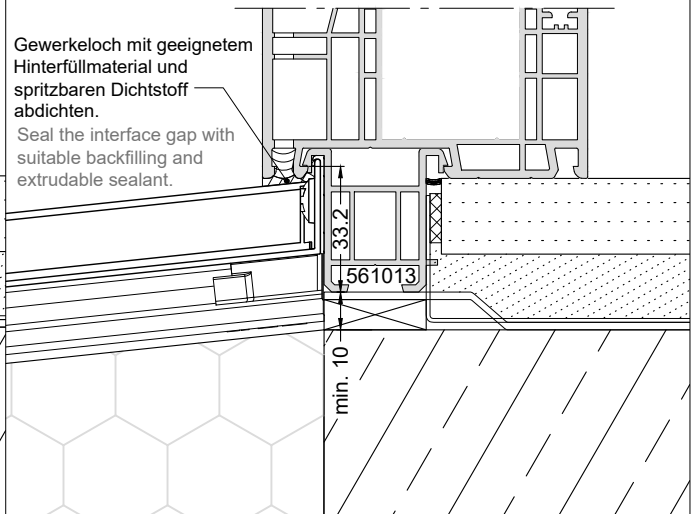 Gewerkeloch mit geeignetem
Hinterfüllmaterial und
spritzbaren Dichtstoff
abdichten.
Seal the interface gap with
suitable backfilling and
extrudable sealant.
33.2
561013
min. 10